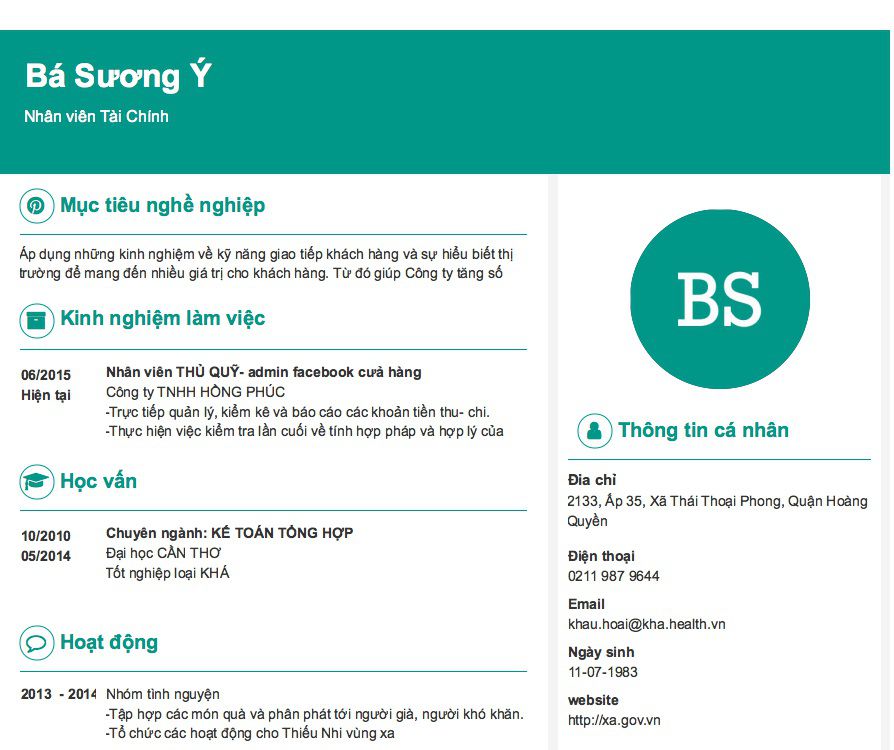 Bá Sương Ý
Nhân viên Tài Chính
Mục tiêu nghề nghiệp
Áp dụng những kinh nghiệm về kỹ năng giao tiếp khách hàng và sự hiểu biết thị
trường để mang đến nhiều giá trị cho khách hàng. Từ đó giúp Công ty tăng số
Kinh nghiệm làm việc
06/2015
Hiện tại
Nhân viên THỦ QUỸ- admin facebook cưả hàng
Công ty TNHH HỒNG PHÚC
-Trực tiếp quản lý, kiểm kê và báo cáo các khoản tiền thu- chi.
-Thực hiện việc kiểm tra lần cuối về tính hợp pháp và hợp lý của
Học vấn
10/2010
05/2014
Chuyên ngành: KẾ TOÁN TỔNG HỢP
Đại học CẦN THƠ
Tốt nghiệp loại KHÁ
Hoạt động
2013 - 2014
Nhóm tình nguyện
-Tập hợp các món quà và phân phát tới người già, người khó khăn.
-Tổ chức các hoạt động cho Thiếu Nhi vùng xa
BS
Thông tin cá nhân
Đia chỉ
2133, Ấp 35, Xã Thái Thoại Phong, Quận Hoàng
Quyền
Điện thoại
0211 987 9644
Email
khau.hoai@kha.health.vn
Ngày sinh
11-07-1983
website
http://xa.gov.vn